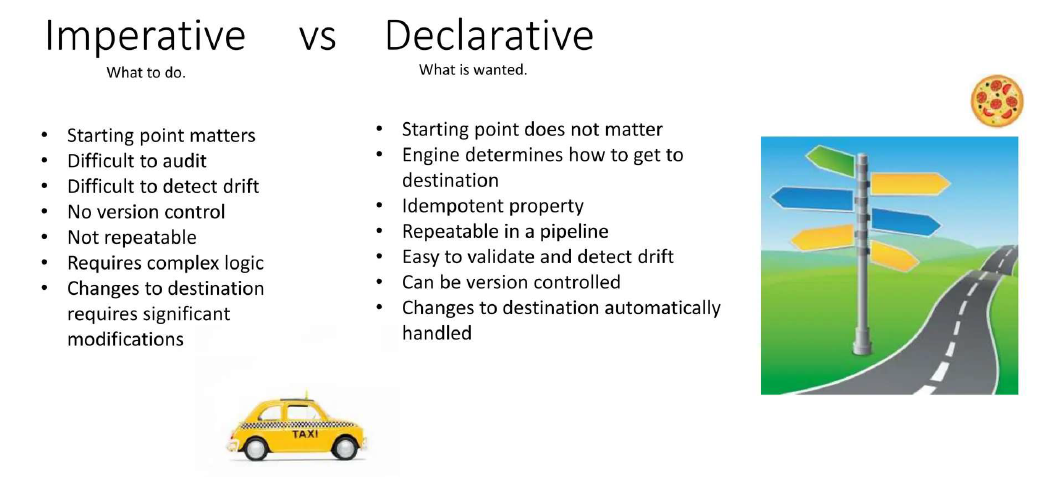 Imperative vs Declarative
What to do.
What is wanted.
• Starting point matters
• Difficult to audit
• Difficult to detect drift
• No version control
• Not repeatable
• Requires complex logic
• Changes to destination
requires significant
modifications
• Starting point does not matter
• Engine determines how to get to
destination
• Idempotent property
• Repeatable in a pipeline
• Easy to validate and detect drift
• Can be version controlled
• Changes to destination automatically
handled
TAXI